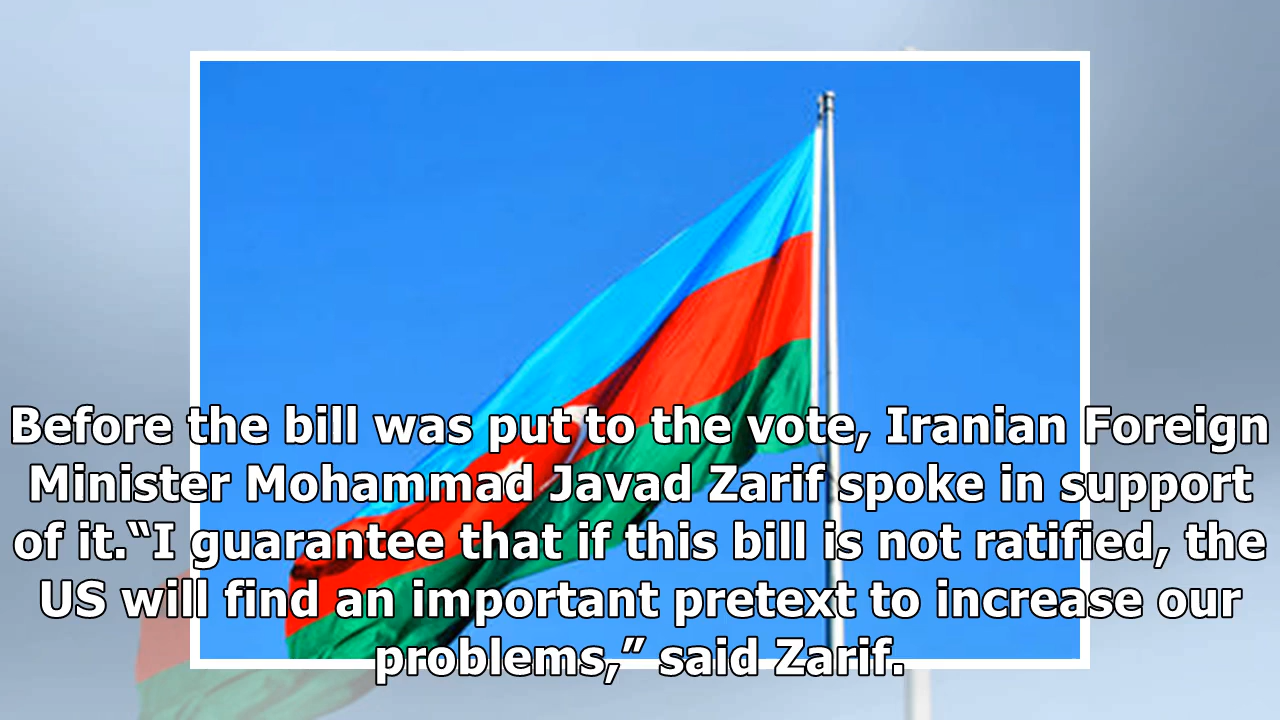 Before the bill was put to the vote, Iranian Foreign
Minister Mohammad Javad Zarif spoke in support
of it.“I guarantee that if this bill is not ratified, the
US will find an important pretext to increase our
problems,” said Zarif.